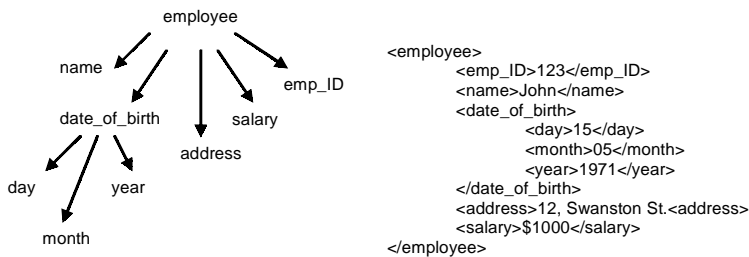 employee
name
emp_ID
date_of_birth
salary
address
day
year
month
<employee>
<emp_ID>123</emp_ID>
<name>John</name>
<date_of_birth>
<day>15</day>
<month>05</month>
<year>1971</year>
</date_of_birth>
<address>12, Swanston St.<address>
<salary>$1000</salary>
</employee>